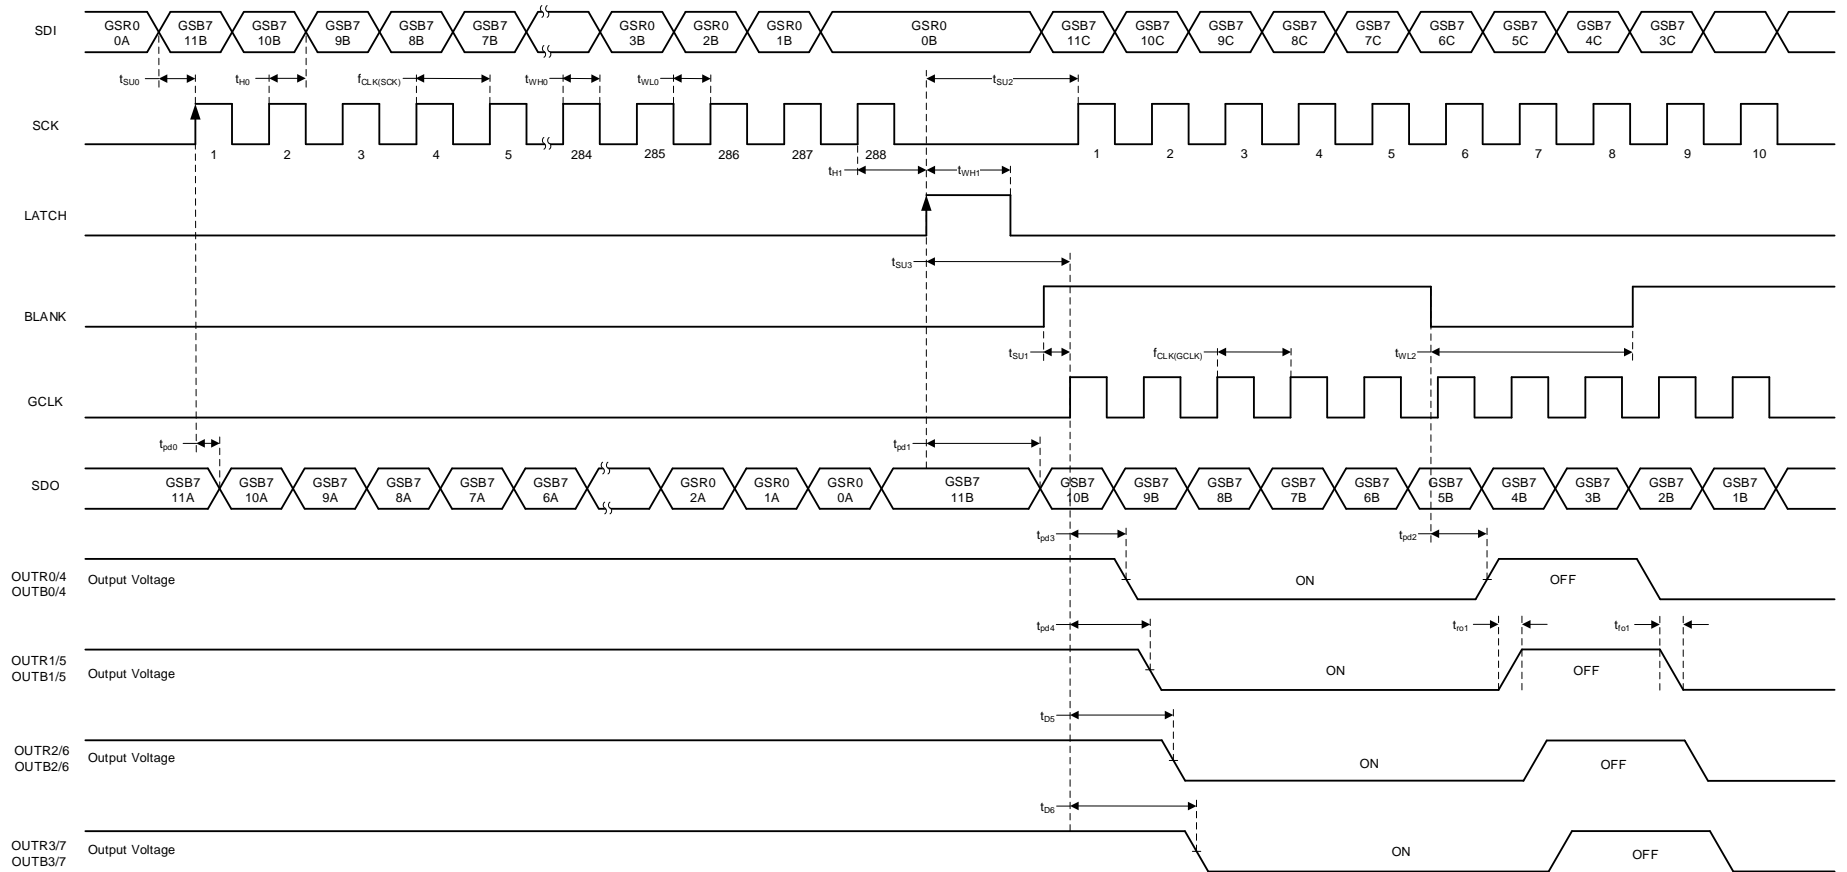 SDI
GSR0 GSB7 GSB7 GSB7 GSB7 GSB7 GSR0 GSR0 GSR0 GSR0 GSB7 GSB7 GSB7 GSB7 GSB7 GSB7 GSB7 GSB7 GSB7
0A 11B 10B 9B 8B 7B 3B 2B 1B 0B 11C 10C 9C 8C 7C 6C 5C 4C 3C
tSU0 tH0 fCLK(SCK) tWH0 tWL0 tSU2
SCK
1 2 3 4 5 284 285 286 287 288 1 2 3 4 5 6 7 8 9 10
tH1 tWH1
LATCH
tSU3
BLANK
tSU1 fCLK(GCLK) tWL2
GCLK
tpd0 tpd1
SDO
GSB7 GSB7 GSB7 GSB7 GSB7 GSB7 GSR0 GSR0 GSR0 GSB7 GSB7 GSB7 GSB7 GSB7 GSB7 GSB7 GSB7 GSB7 GSB7 GSB7
11A 10A 9A 8A 7A 6A 2A 1A 0A 11B 10B 9B 8B 7B 6B 5B 4B 3B 2B 1B
tpd3 tpd2
OUTR0/4
OUTB0/4
Output Voltage ON OFF
tpd4 tro1 tfo1
OUTR1/5
OUTB1/5
Output Voltage ON OFF
tD5
OUTR2/6
OUTB2/6
Output Voltage ON OFF
tD6
OUTR3/7
OUTB3/7
Output Voltage ON OFF